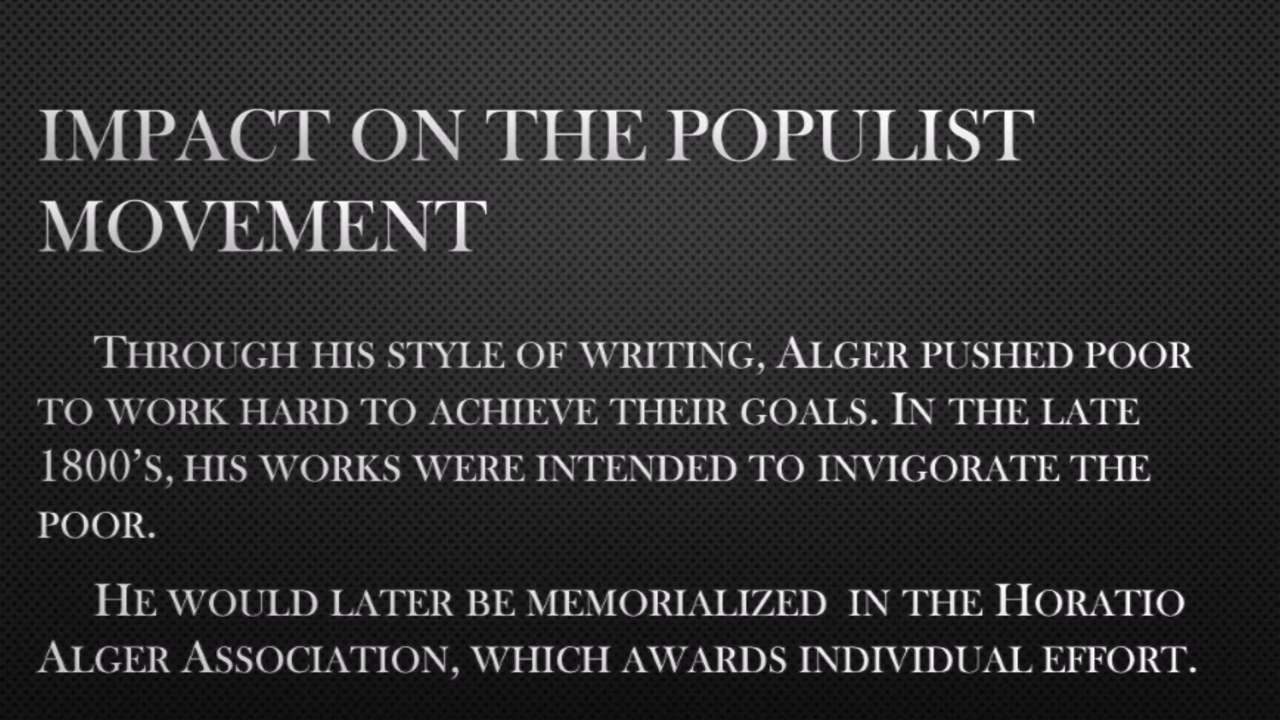 IMPACT ON THE POPULIST
MOVEMENT
THROUGH HIS STYLE OF WRITING, ALGER PUSHED POOR
TO WORK HARD TO ACHIEVE THEIR GOALS. IN THE LATE
1800'S, HIS WORKS WERE INTENDED TO INVIGORATE THE
POOR.
HE WOULD LATER BE MEMORIALIZED IN THE HORATIO
ALGER ASSOCIATION, WHICH AWARDS INDIVIDUAL EFFORT.